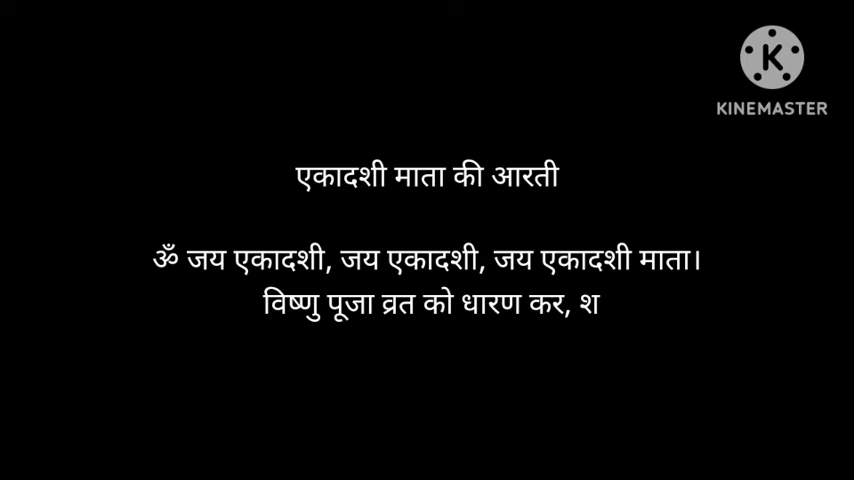 KINEMASTER
एकादशी माता की आरती
ॐ जय एकादशी, जय एकादशी, जय एकादशी माता।
विष्णु पूजा व्रत को धारण कर, श